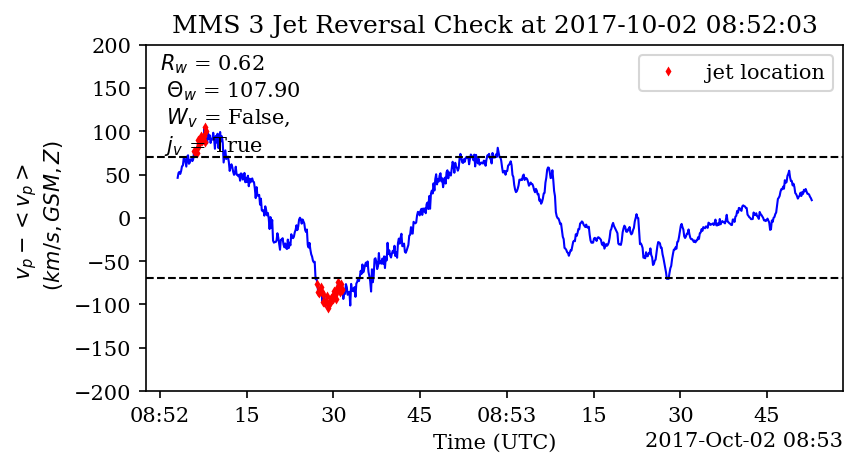 MMS 3 Jet Reversal Check at 2017-10-02 08:52:03
R_w = 0.62
Θ_w = 107.90
W_v = False,
j_v = True
jet location
200
150
100
50
0
−50
−100
−150
−200
v_p − < v_p >
(km/s, GSM, Z)
08:52 15 30 45 08:53 15 30 45
Time (UTC)
2017-Oct-02 08:53